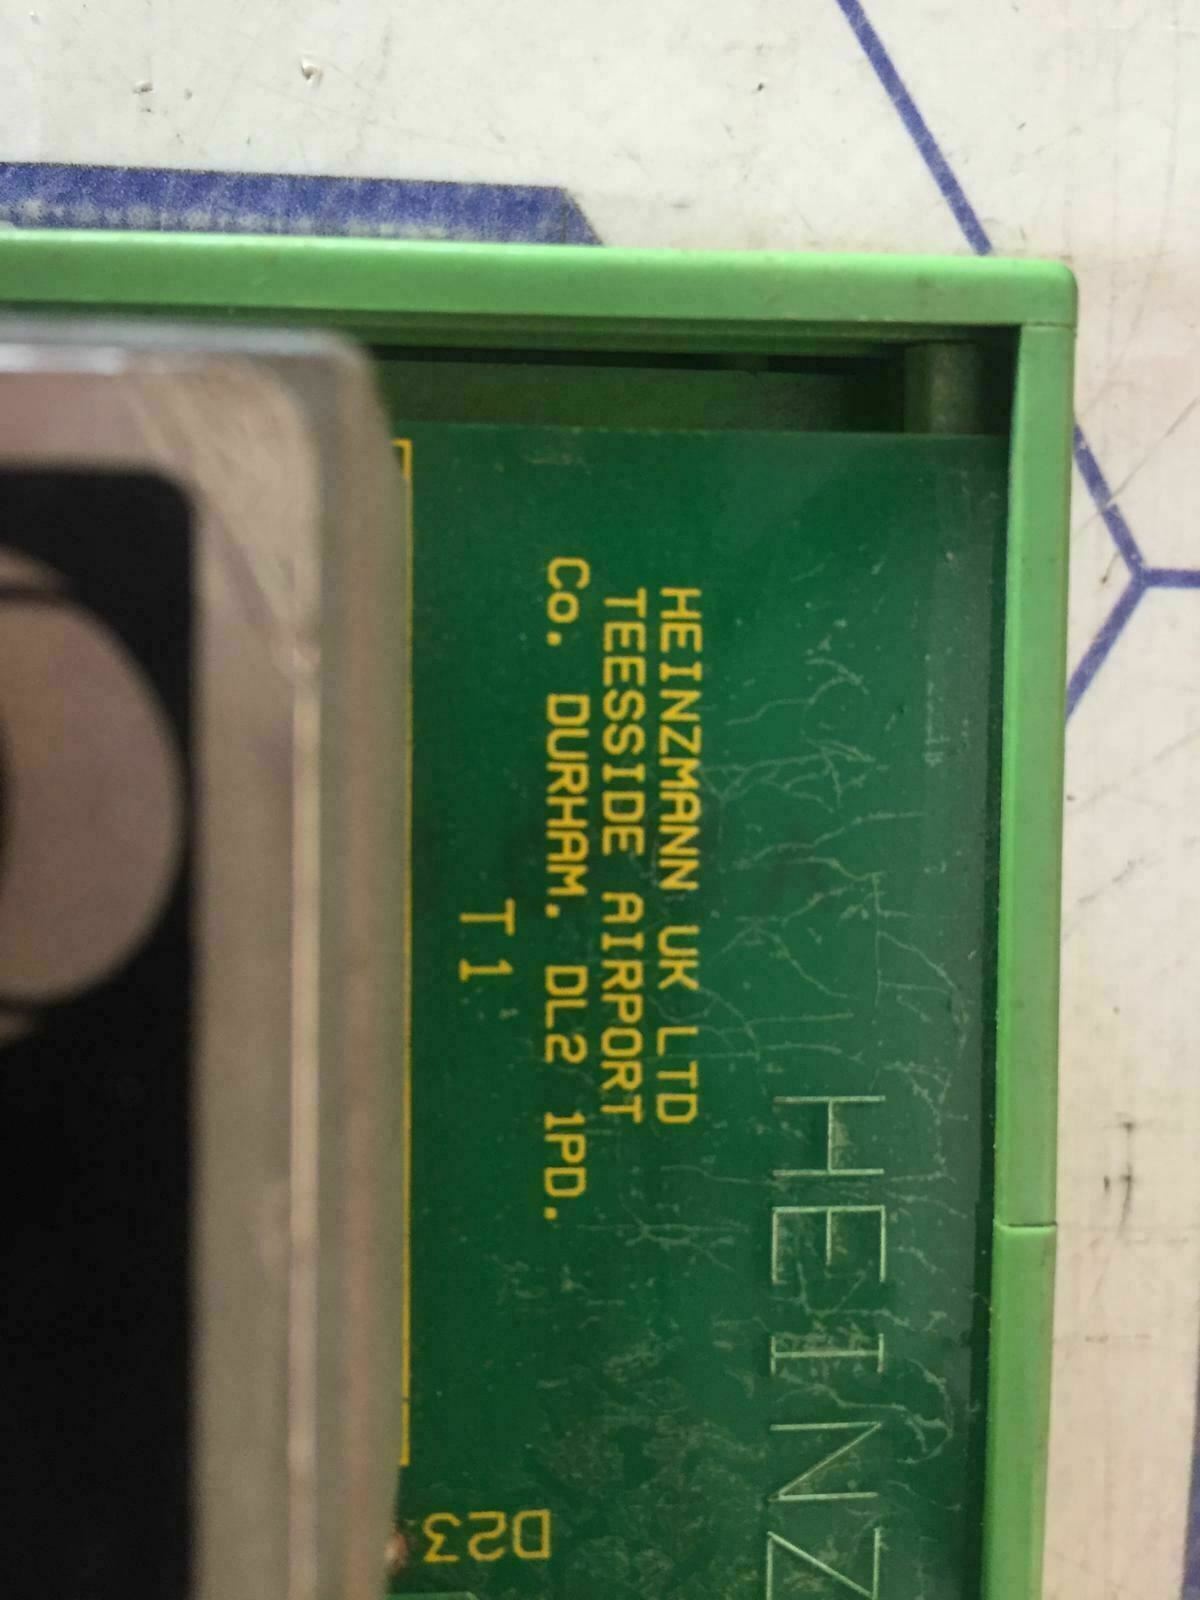 HEINZMANN UK LTD
TEESSIDE AIRPORT
Co. DURHAM. DL2 1PD.
T1
HEINZ
D23